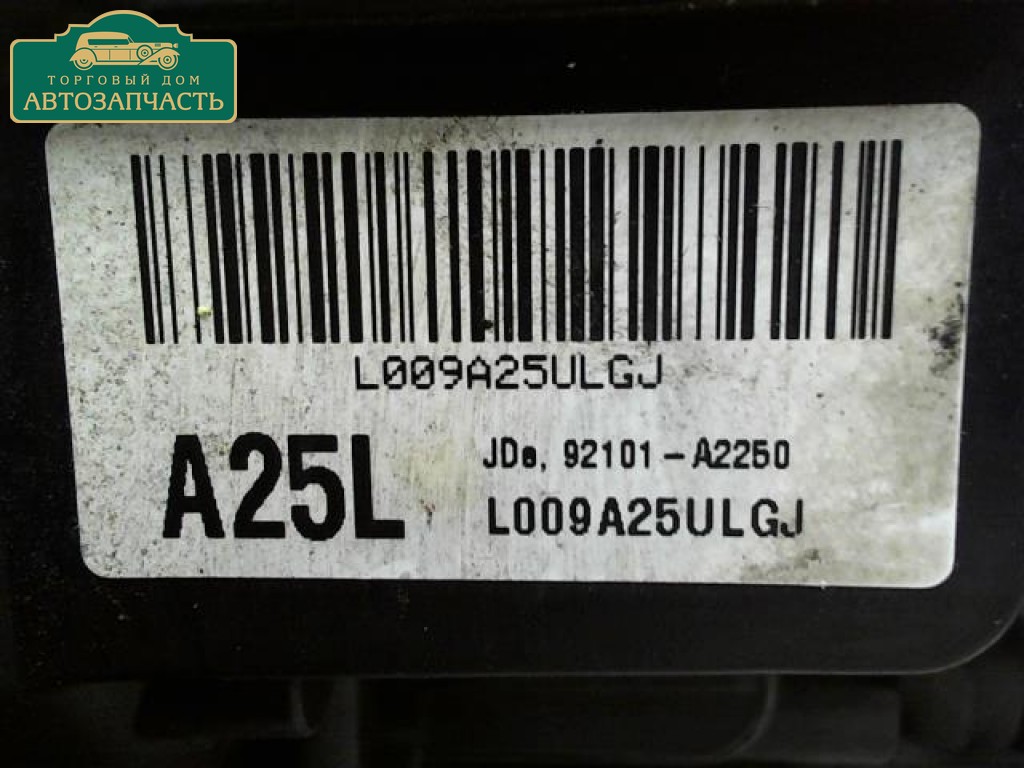 ТОРГОВЫЙ ДОМ
АВТОЗАПЧАСТЬ
L009A25ULGJ
A25L
JDe, 92101-A2250
L009A25ULGJ